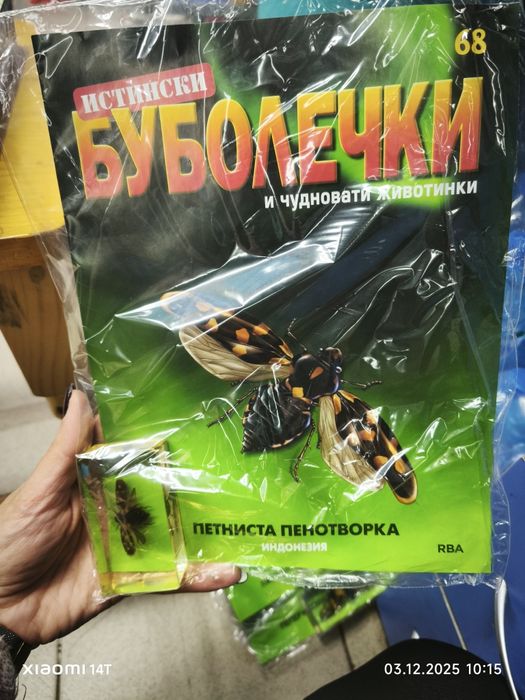 68
ИСТИНСКИ
БУБОЛЕЧКИ
и чудновати животинки
ПЕТНИСТА ПЕНОТВОРКА
ИНДОНЕЗИЯ
RBA
XIAOMI 14T
03.12.2025 10:15